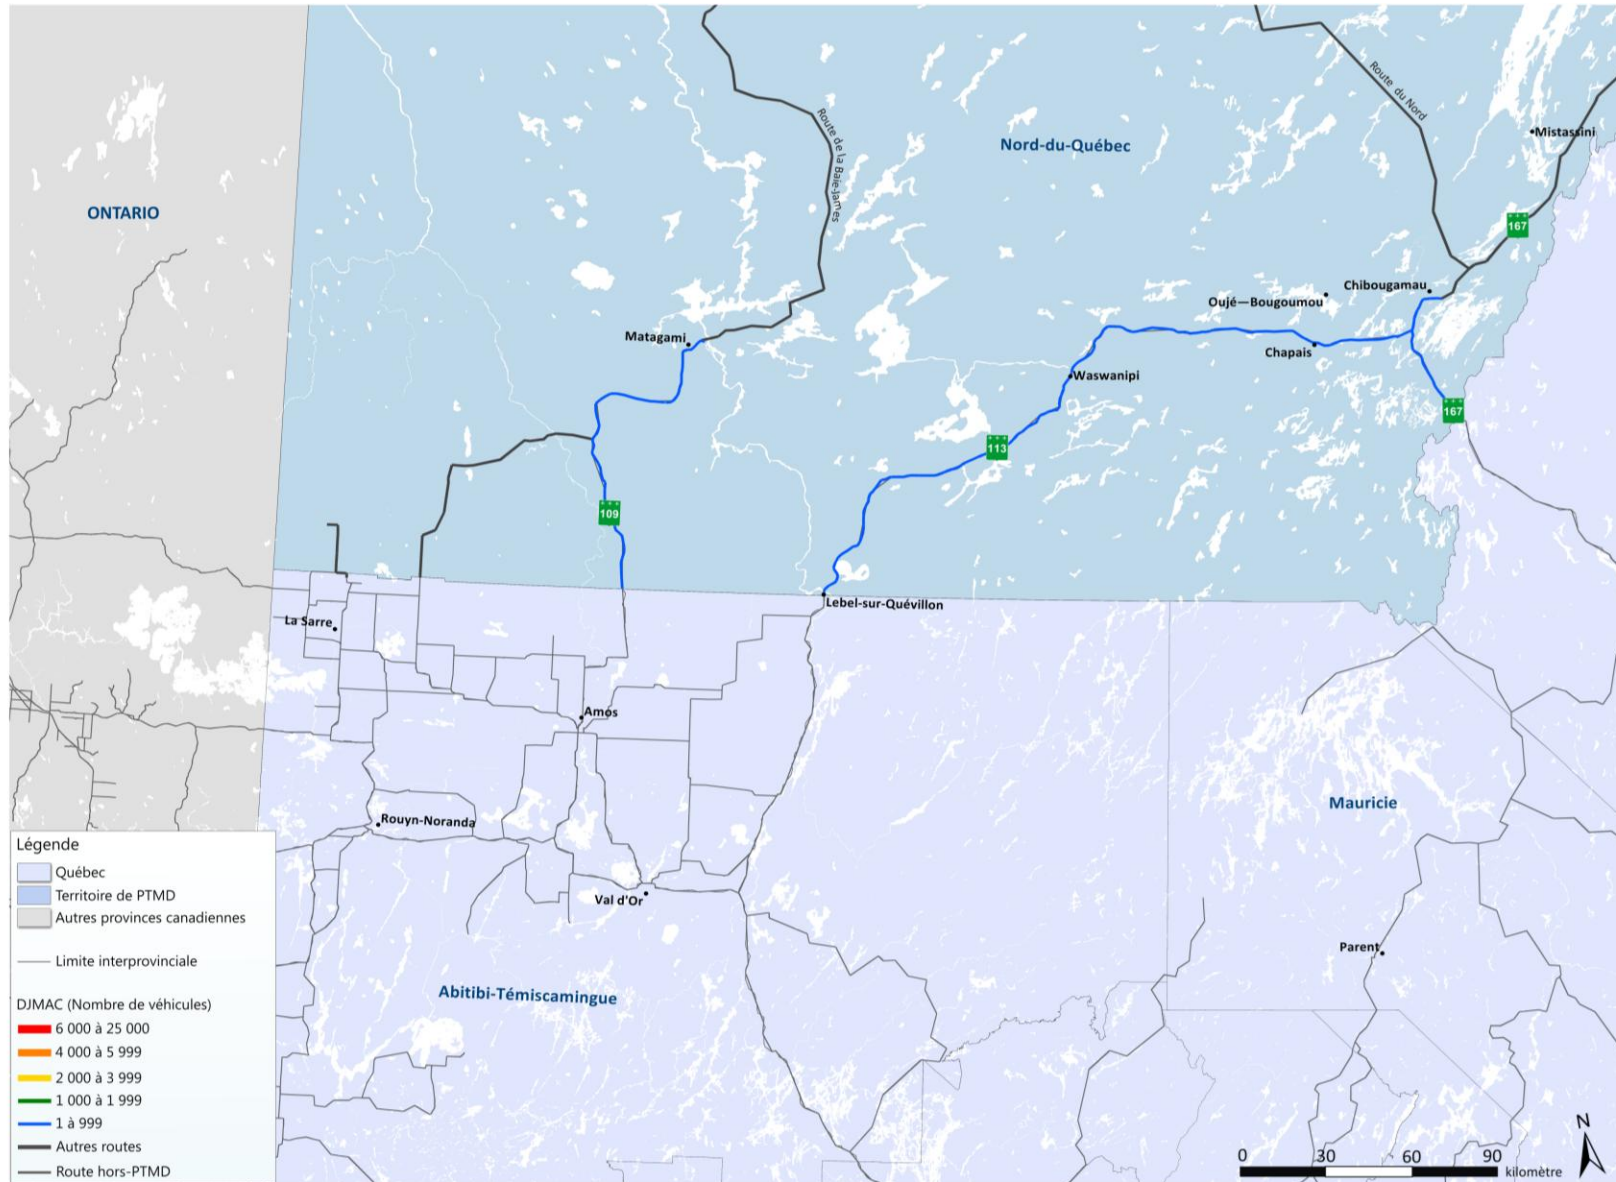 Route du Nord
Route de la Baie-James
Nord-du-Québec
Mistassini
ONTARIO
167
Chibougamau
Oujé—Bougoumou
Matagami
Chapais
Waswanipi
167
113
109
Lebel-sur-Quévillon
La Sarre
Amos
Mauricie
Rouyn-Noranda
Val d'Or
Parent
Abitibi-Témiscamingue
Légende
Québec
Territoire de PTMD
Autres provinces canadiennes
Limite interprovinciale
DJMAC (Nombre de véhicules)
6 000 à 25 000
4 000 à 5 999
2 000 à 3 999
1 000 à 1 999
1 à 999
Autres routes
Route hors-PTMD
N
0 30 60 90
kilomètre